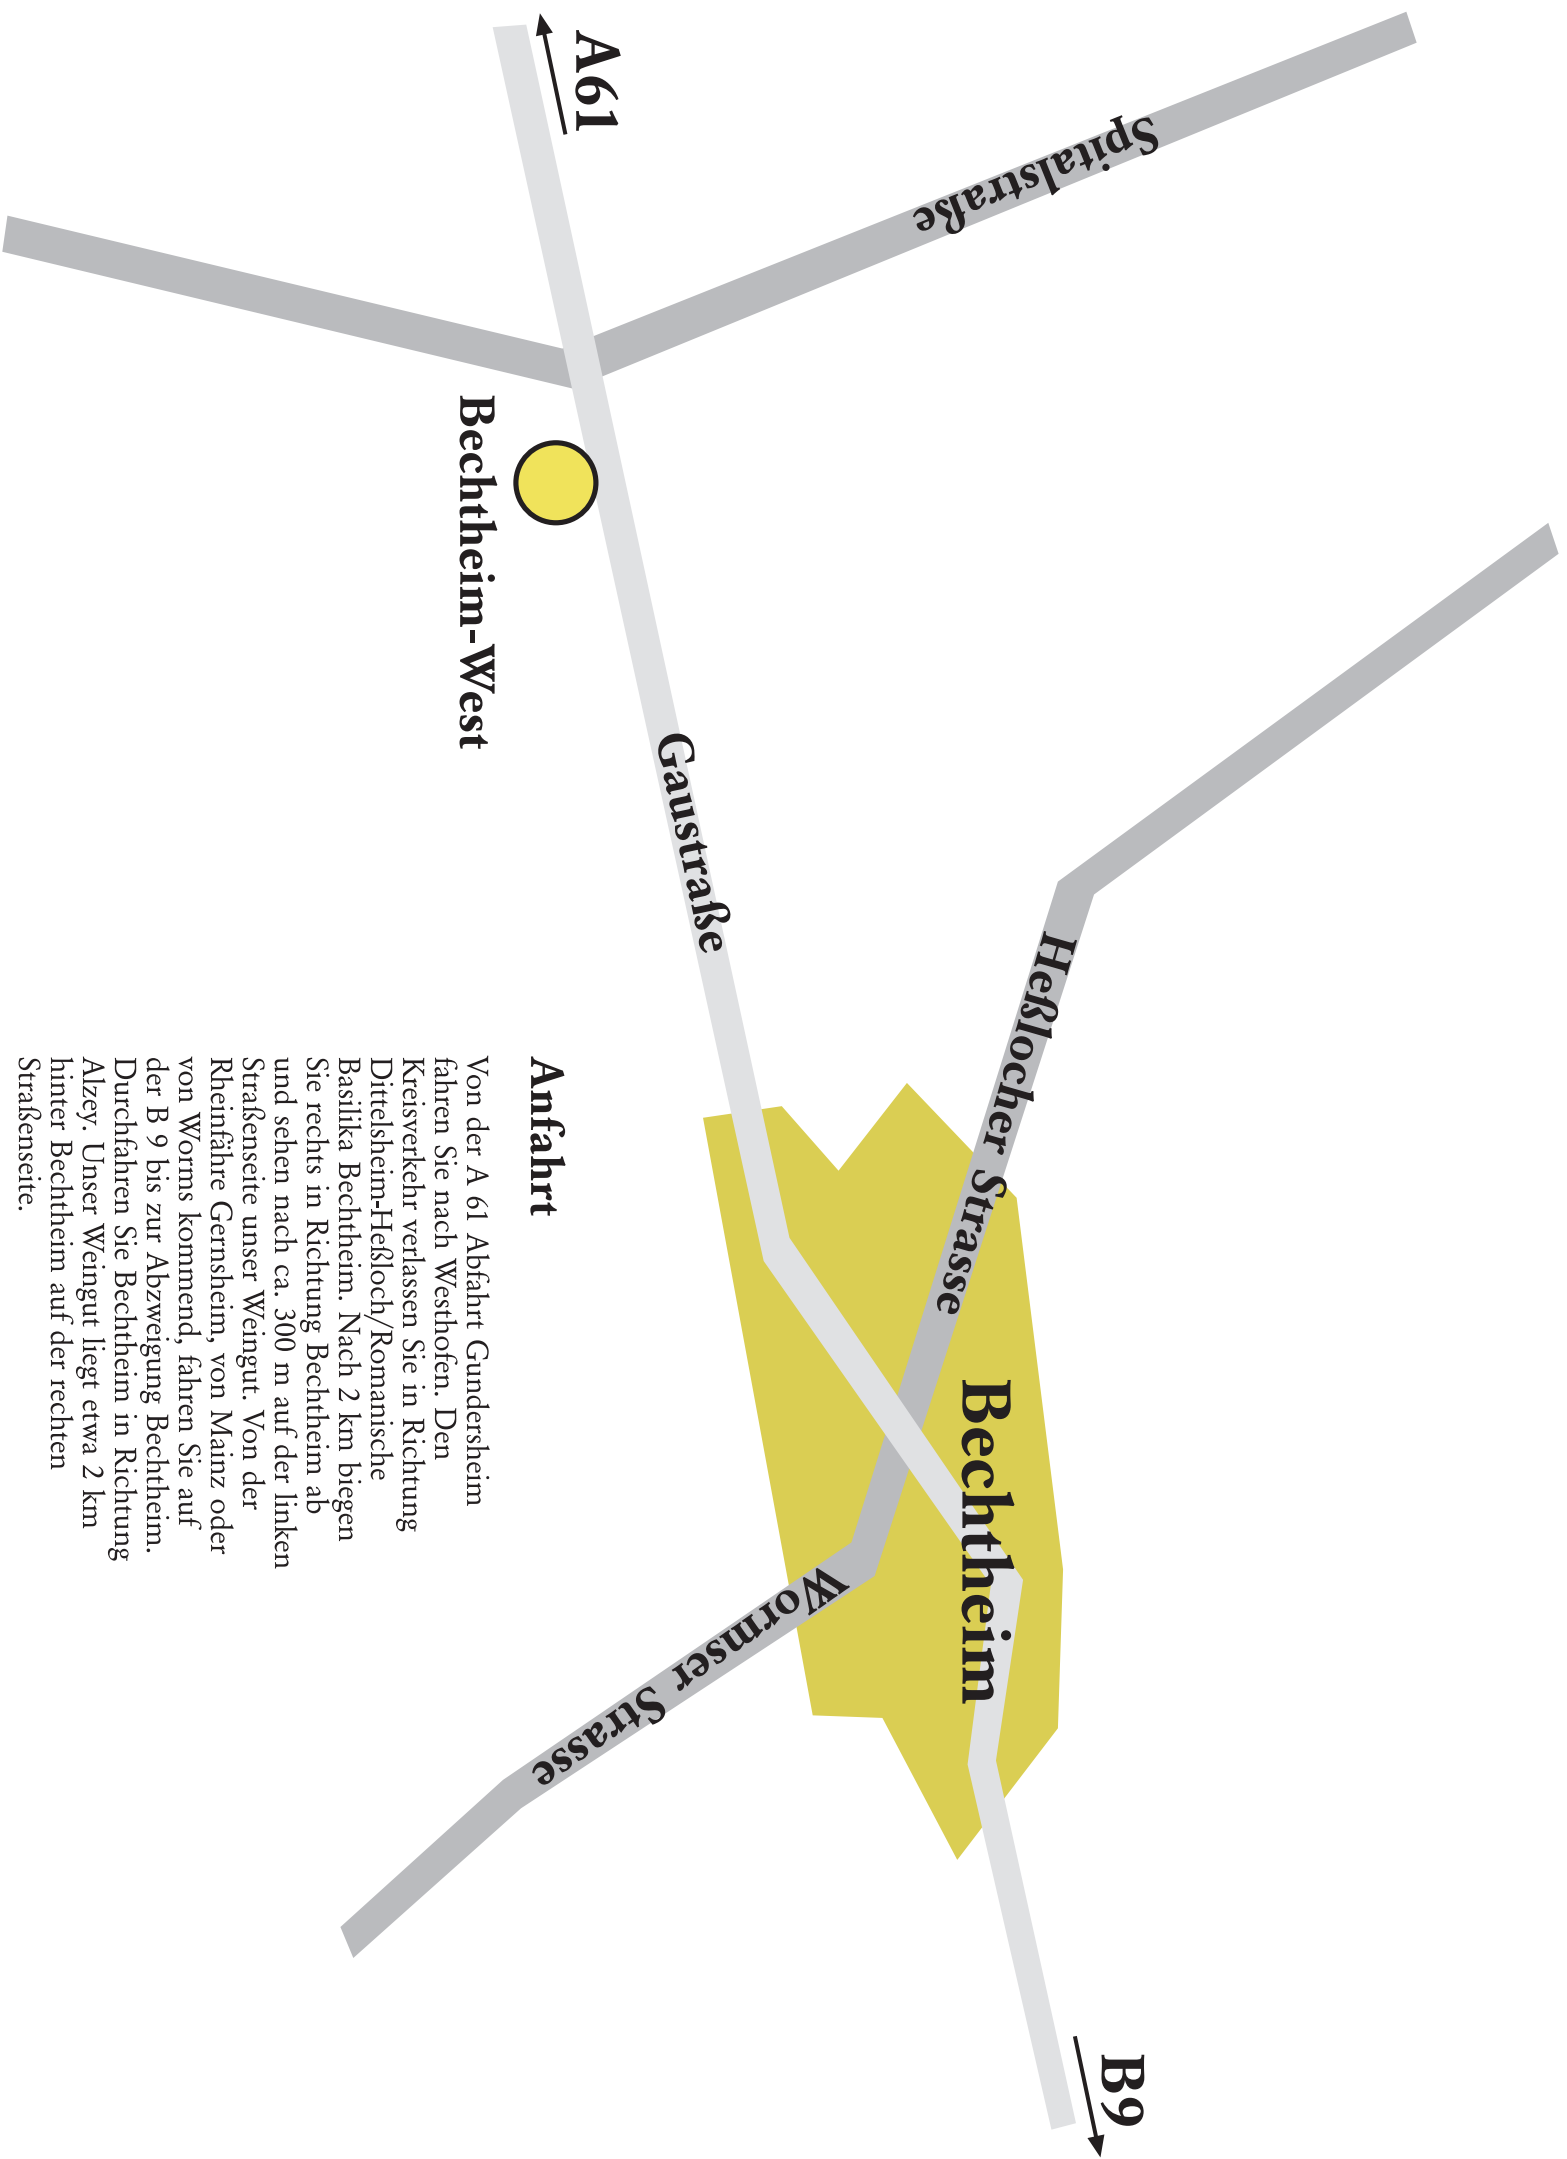 A61
Spitalstraße
Bechtheim-West
Gaustraße
Heßlocher Strasse
Bechtheim
Wormser Strasse
B9
Anfahrt
Von der A 61 Abfahrt Gundersheim
fahren Sie nach Westhofen. Den
Kreisverkehr verlassen Sie in Richtung
Dittelsheim-Heßloch/Romanische
Basilika Bechtheim. Nach 2 km biegen
Sie rechts in Richtung Bechtheim ab
und sehen nach ca. 300 m auf der linken
Straßenseite unser Weingut. Von der
Rheinfähre Gernsheim, von Mainz oder
von Worms kommend, fahren Sie auf
der B 9 bis zur Abzweigung Bechtheim.
Durchfahren Sie Bechtheim in Richtung
Alzey. Unser Weingut liegt etwa 2 km
hinter Bechtheim auf der rechten
Straßenseite.